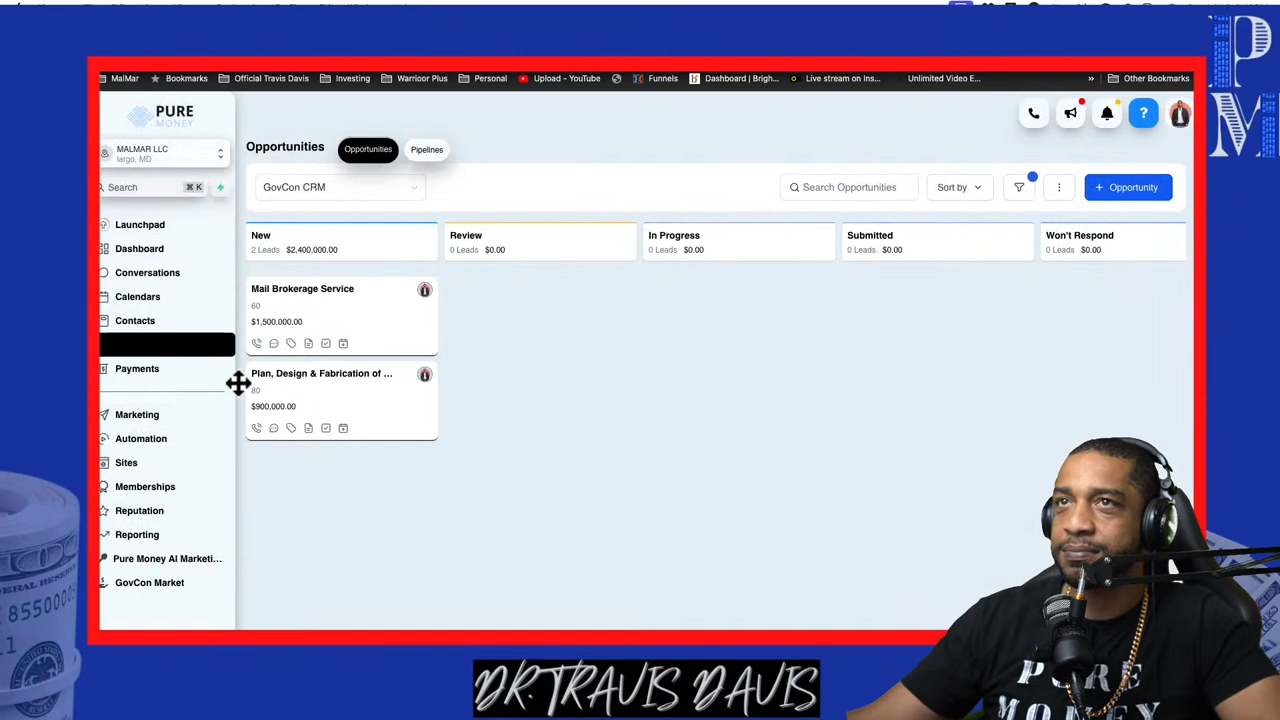 MalMar
Bookmarks
Official Travis Davis
Investing
Warrioor Plus
Personal
Upload - YouTube
Funnels
Dashboard | Brigh...
Live stream on Ins...
Unlimited Video E...
»
Other Bookmarks
PURE
MONEY
MALMAR LLC
largo, MD
Search
⌘ K
Launchpad
Dashboard
Conversations
Calendars
Contacts
Payments
Marketing
Automation
Sites
Memberships
Reputation
Reporting
Pure Money AI Marketi...
GovCon Market
Opportunities
Opportunities
Pipelines
?
GovCon CRM
Search Opportunities
Sort by
+ Opportunity
New
2 Leads $2,400,000.00
Review
0 Leads $0.00
In Progress
0 Leads $0.00
Submitted
0 Leads $0.00
Won't Respond
0 Leads $0.00
Mail Brokerage Service
60
$1,500,000.00
Plan, Design & Fabrication of ...
80
$900,000.00
P
M
PURE
MONEY
DR. TRAVIS DAVIS